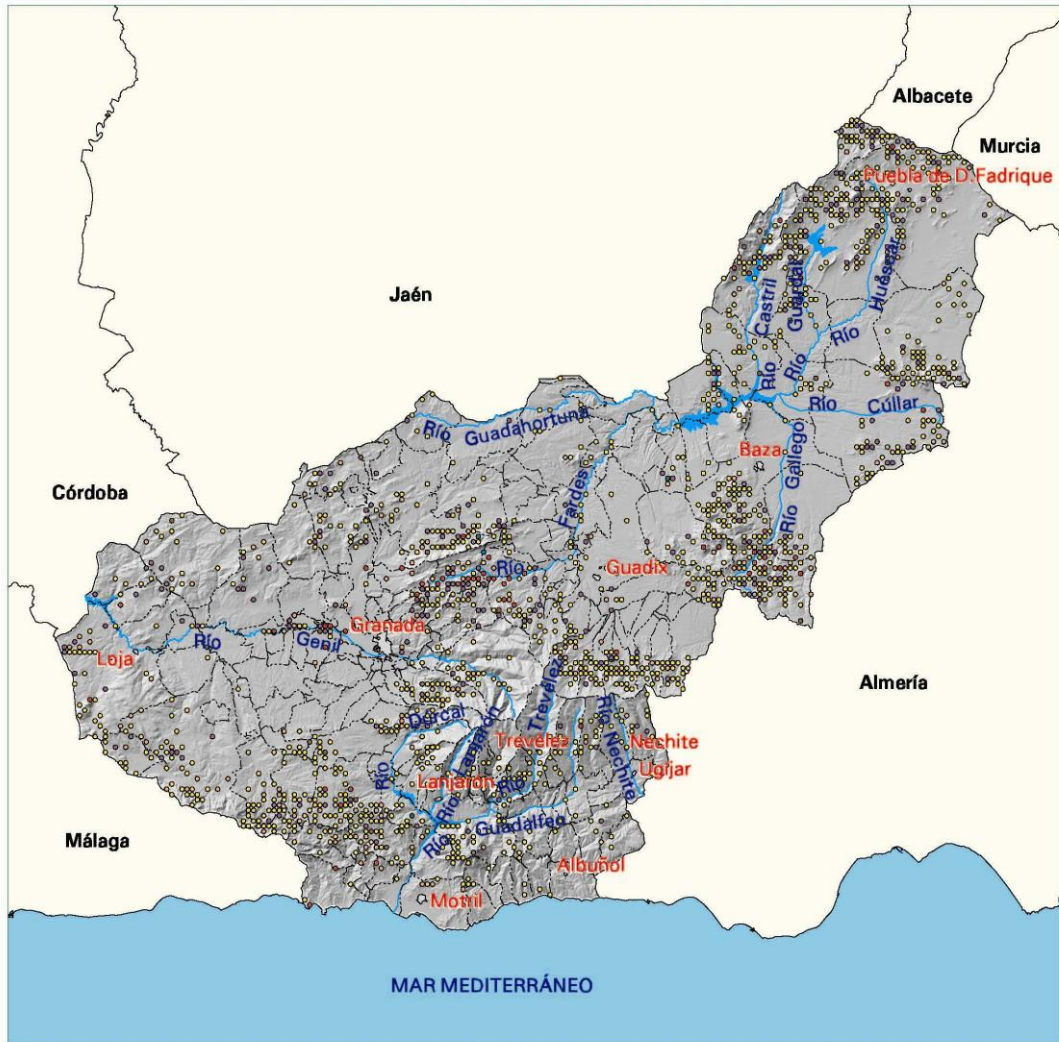 Albacete
Murcia
Puebla de D.Fadrique
Jaén
Río Castril
Río Guardal
Río Huéscar
Río Guadahortuna
Río Cúllar
Baza
Río Gallego
Córdoba
Río Fardes
Guadix
Granada
Río Genil
Loja
Almería
Río Dúrcal
Río Lanjarón
Río Trevélez
Trevélez
Río Nechite
Nechite
Ugíjar
Lanjarón
Río Guadalfeo
Málaga
Albuñol
Motril
MAR MEDITERRÁNEO